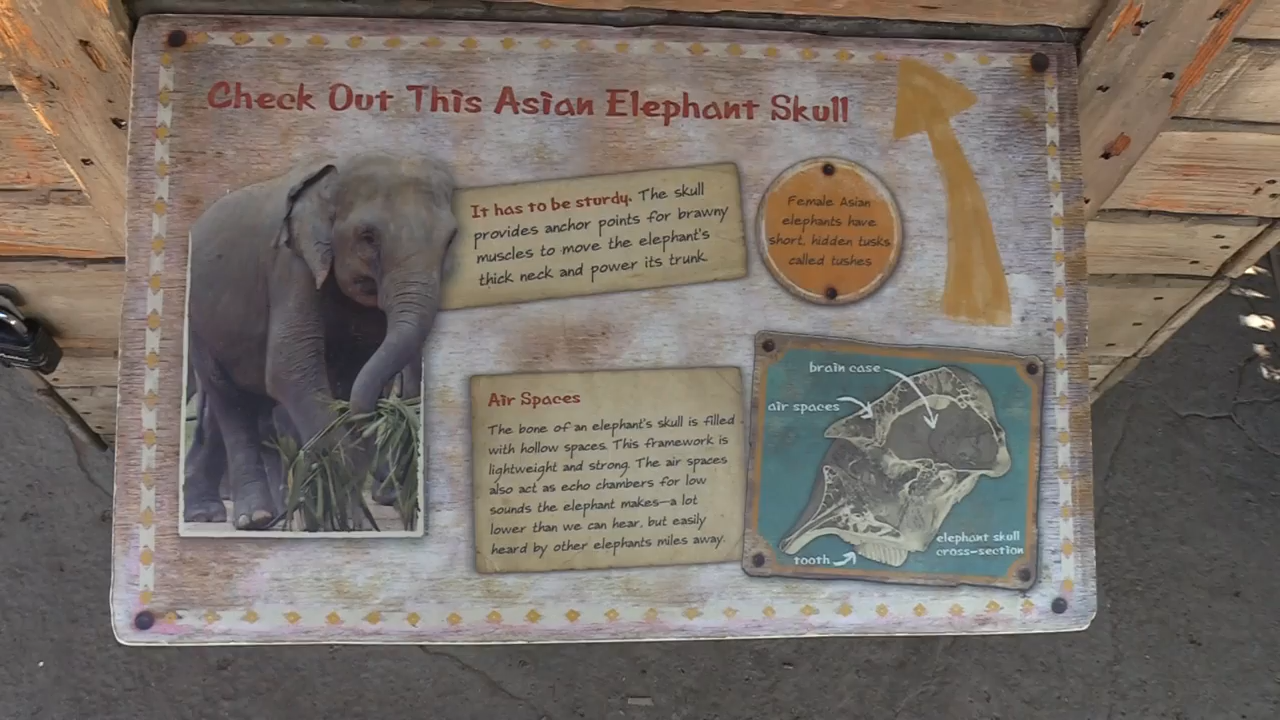 Check Out This Asian Elephant Skull
It has to be sturdy. The skull
provides anchor points for brawny
muscles to move the elephant's
thick neck and power its trunk.
Female Asian
elephants have
short, hidden tusks
called tushes
Air Spaces
The bone of an elephant's skull is filled
with hollow spaces. This framework is
lightweight and strong. The air spaces
also act as echo chambers for low
sounds the elephant makes—a lot
lower than we can hear, but easily
heard by other elephants miles away.
brain case
air spaces
elephant skull
cross-section
tooth